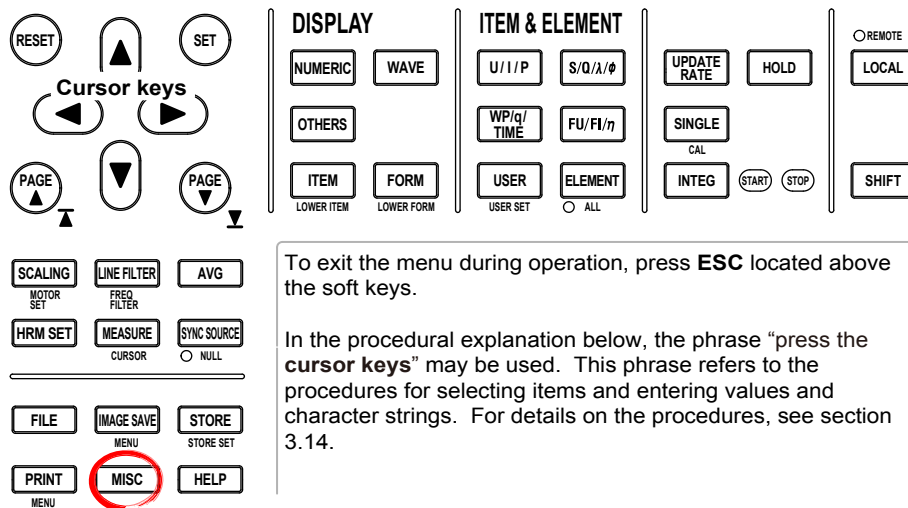 RESET
SET
Cursor keys
PAGE
PAGE
DISPLAY
NUMERIC WAVE
OTHERS
ITEM FORM
LOWER ITEM LOWER FORM
ITEM & ELEMENT
U/I/P S/Q/λ/ϕ
WP/q/
TIME
FU/FI/η
USER ELEMENT
USER SET ALL
UPDATE
RATE
HOLD
SINGLE
CAL
INTEG START STOP
REMOTE
LOCAL
SHIFT
SCALING LINE FILTER AVG
MOTOR
SET
FREQ
FILTER
HRM SET MEASURE SYNC SOURCE
CURSOR NULL
FILE IMAGE SAVE STORE
MENU STORE SET
PRINT MISC HELP
MENU
To exit the menu during operation, press ESC located above
the soft keys.
In the procedural explanation below, the phrase “press the
cursor keys” may be used. This phrase refers to the
procedures for selecting items and entering values and
character strings. For details on the procedures, see section
3.14.